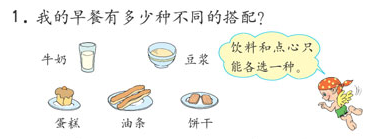 1. 我的早餐有多少种不同的搭配?
牛奶
豆浆
饮料和点心只
能各选一种。
蛋糕
油条
饼干